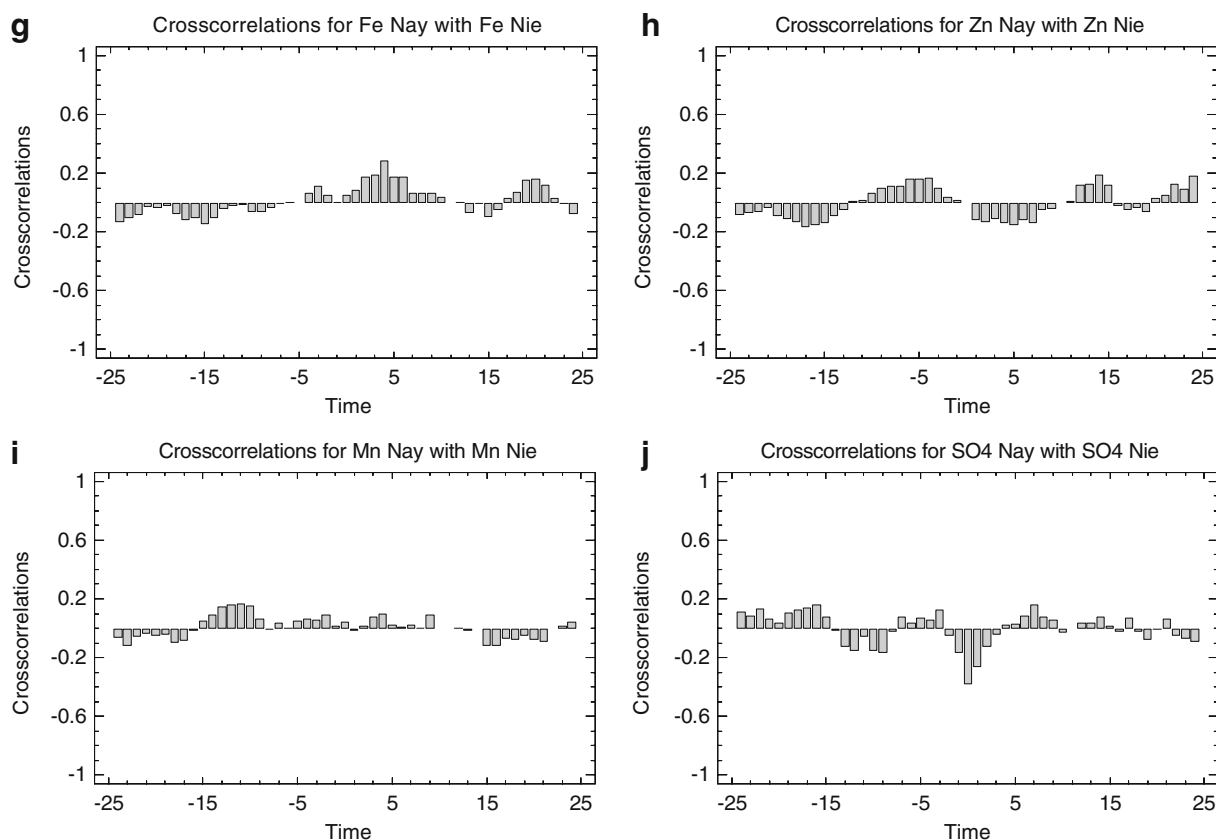 g
Crosscorrelations for Fe Nay with Fe Nie
1
0.6
0.2
-0.2
-0.6
-1
Crosscorrelations
-25 -15 -5 5 15 25
Time
h
Crosscorrelations for Zn Nay with Zn Nie
1
0.6
0.2
-0.2
-0.6
-1
Crosscorrelations
-25 -15 -5 5 15 25
Time
i
Crosscorrelations for Mn Nay with Mn Nie
1
0.6
0.2
-0.2
-0.6
-1
Crosscorrelations
-25 -15 -5 5 15 25
Time
j
Crosscorrelations for SO4 Nay with SO4 Nie
1
0.6
0.2
-0.2
-0.6
-1
Crosscorrelations
-25 -15 -5 5 15 25
Time